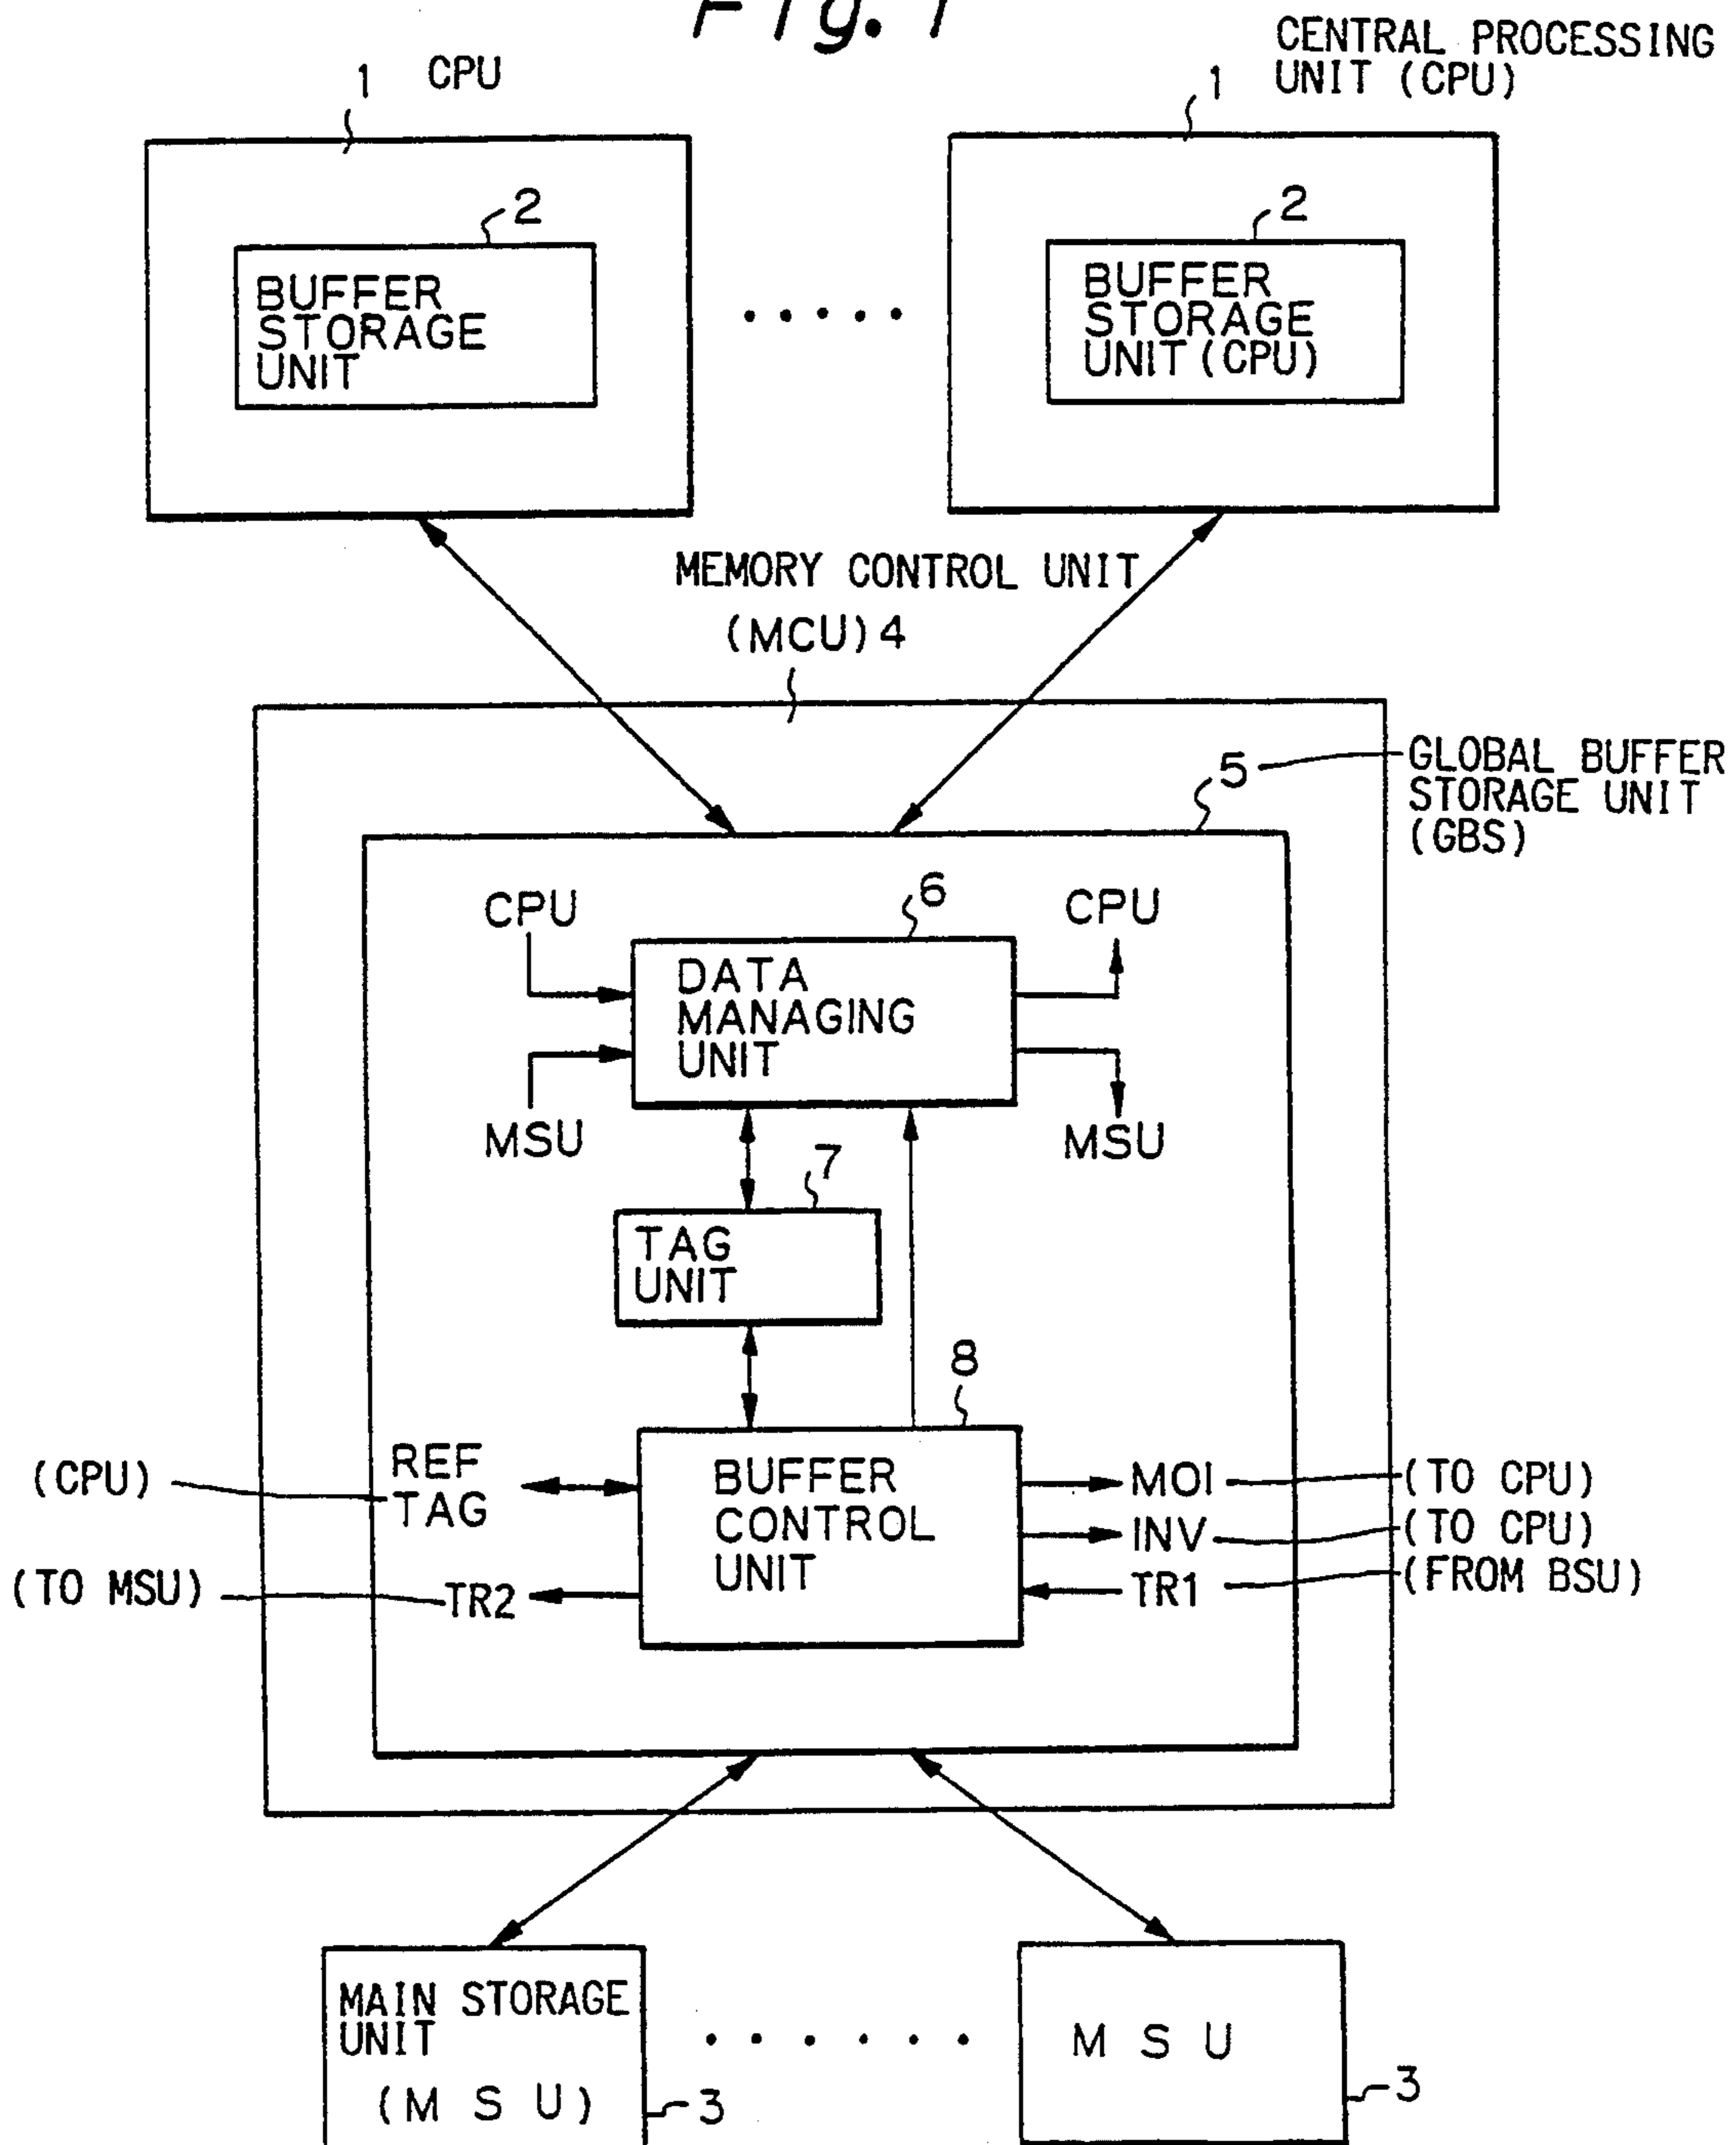 Fig. 1
1 CPU
CENTRAL PROCESSING
UNIT (CPU)
1
2
BUFFER
STORAGE
UNIT
2
BUFFER
STORAGE
UNIT (CPU)
MEMORY CONTROL UNIT
(MCU) 4
5
GLOBAL BUFFER
STORAGE UNIT
(GBS)
CPU
6
CPU
DATA
MANAGING
UNIT
MSU
MSU
7
TAG
UNIT
8
(CPU)
REF
TAG
BUFFER
CONTROL
UNIT
MOI
(TO CPU)
INV
(TO CPU)
(TO MSU)
TR2
TR1
(FROM BSU)
MAIN STORAGE
UNIT
(M S U)
3
M S U
3